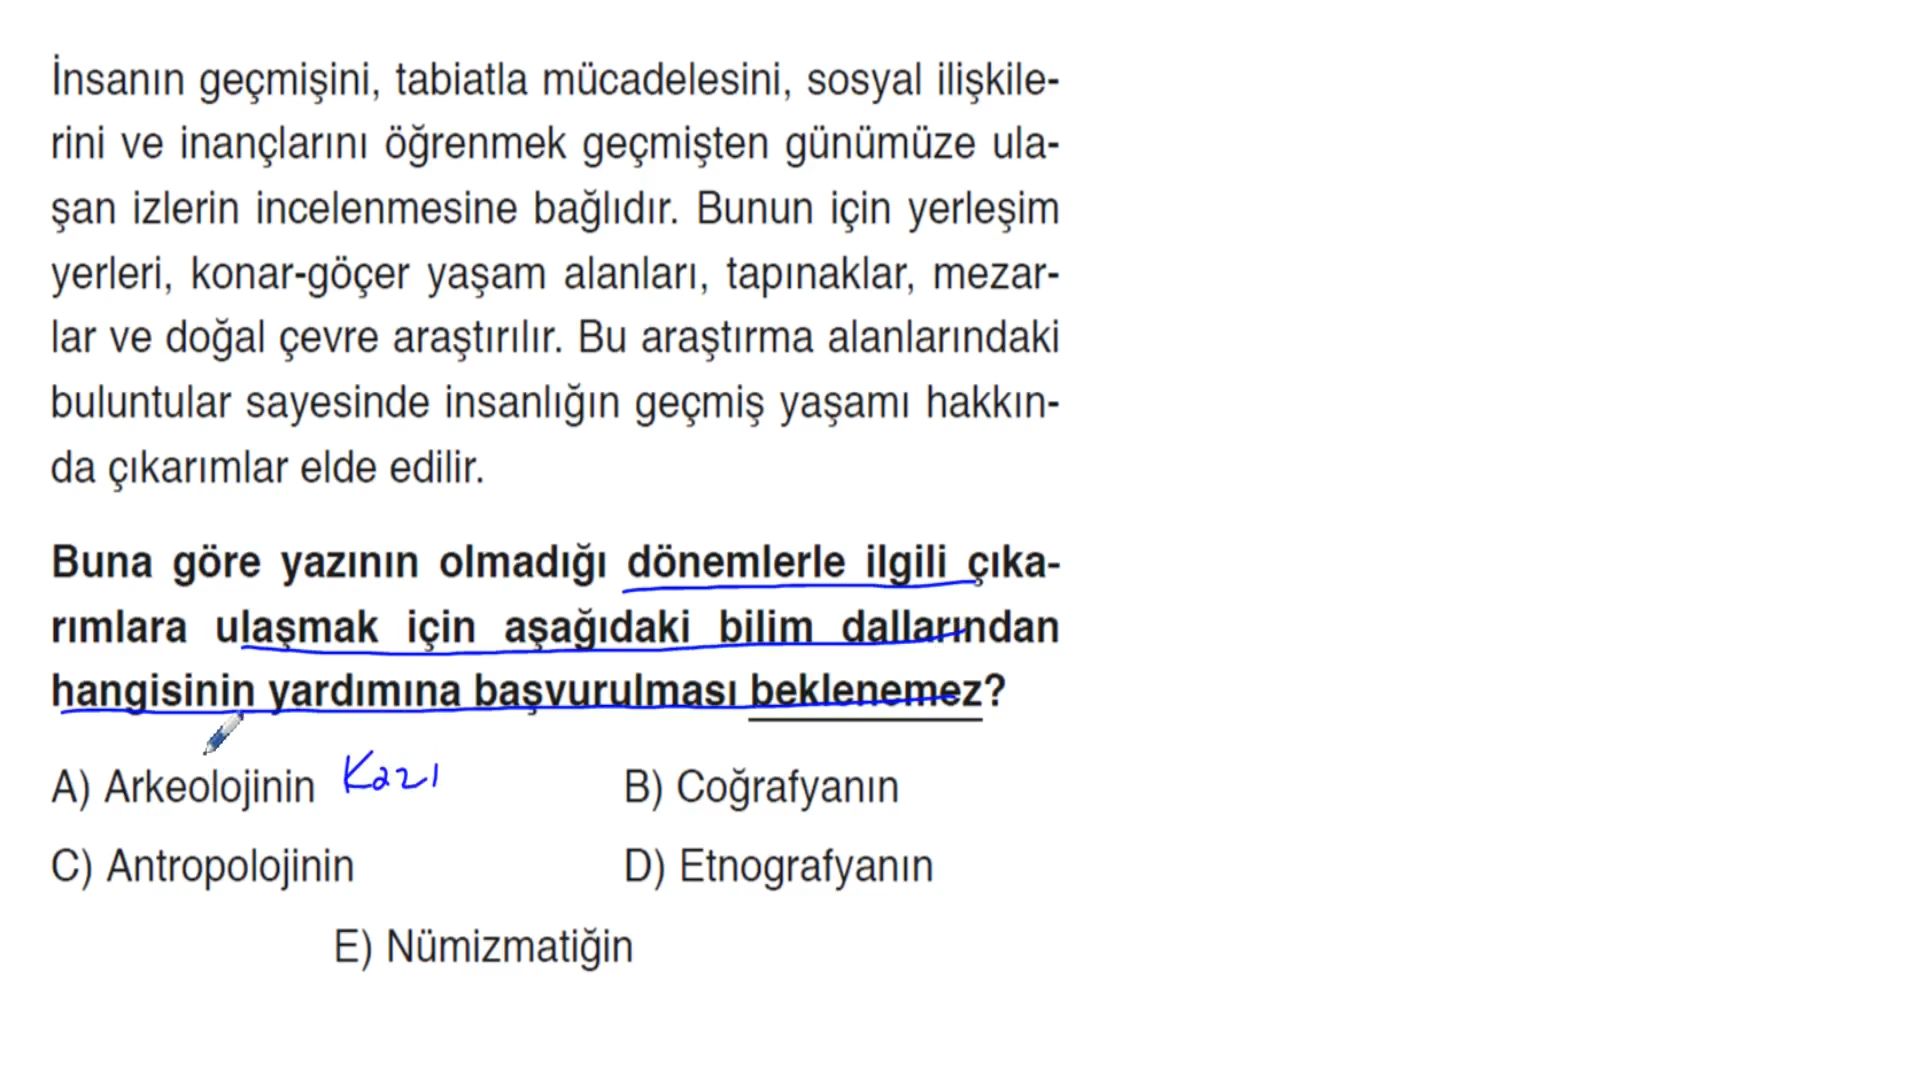 İnsanın geçmişini, tabiatla mücadelesini, sosyal ilişkile-
rini ve inançlarını öğrenmek geçmişten günümüze ula-
şan izlerin incelenmesine bağlıdır. Bunun için yerleşim
yerleri, konar-göçer yaşam alanları, tapınaklar, mezar-
lar ve doğal çevre araştırılır. Bu araştırma alanlarındaki
buluntular sayesinde insanlığın geçmiş yaşamı hakkın-
da çıkarımlar elde edilir.
Buna göre yazının olmadığı dönemlerle ilgili çıka-
rımlara ulaşmak için aşağıdaki bilim dallarından
hangisinin yardımına başvurulması beklenemez?
A) Arkeolojinin Kazı B) Coğrafyanın
C) Antropolojinin D) Etnografyanın
E) Nümizmatiğin